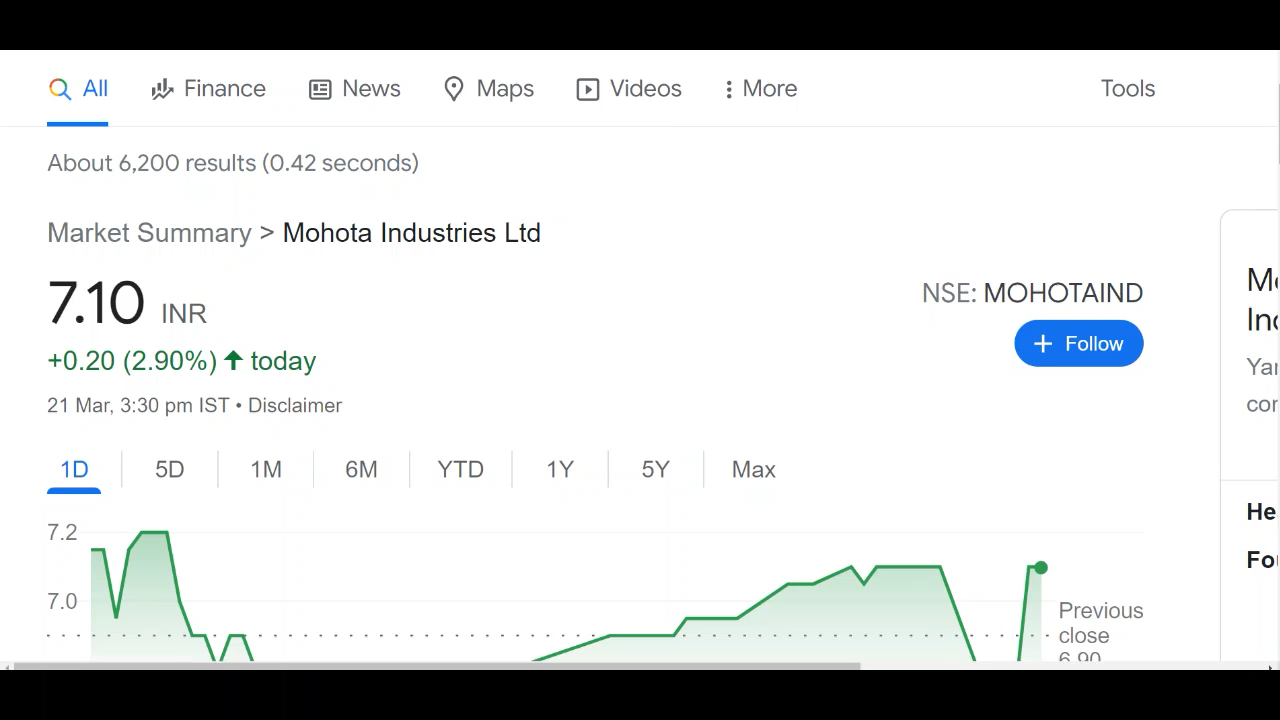 All Finance News Maps Videos More Tools
About 6,200 results (0.42 seconds)
Market Summary > Mohota Industries Ltd
7.10 INR
NSE: MOHOTAIND
+ Follow
+0.20 (2.90%) ↑ today
21 Mar, 3:30 pm IST • Disclaimer
1D 5D 1M 6M YTD 1Y 5Y Max
7.2
7.0
Previous
close
6.90